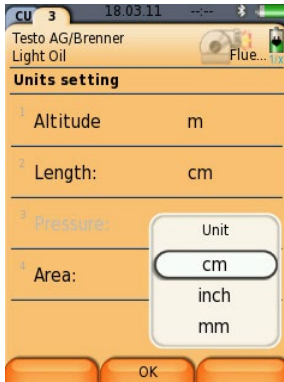 CU 3 18.03.11 --:--
Testo AG/Brenner
Light Oil Flue... 1/x
Units setting
1 Altitude m
2 Length: cm
3 Pressure: Unit
cm
4 Area:
inch
mm
OK